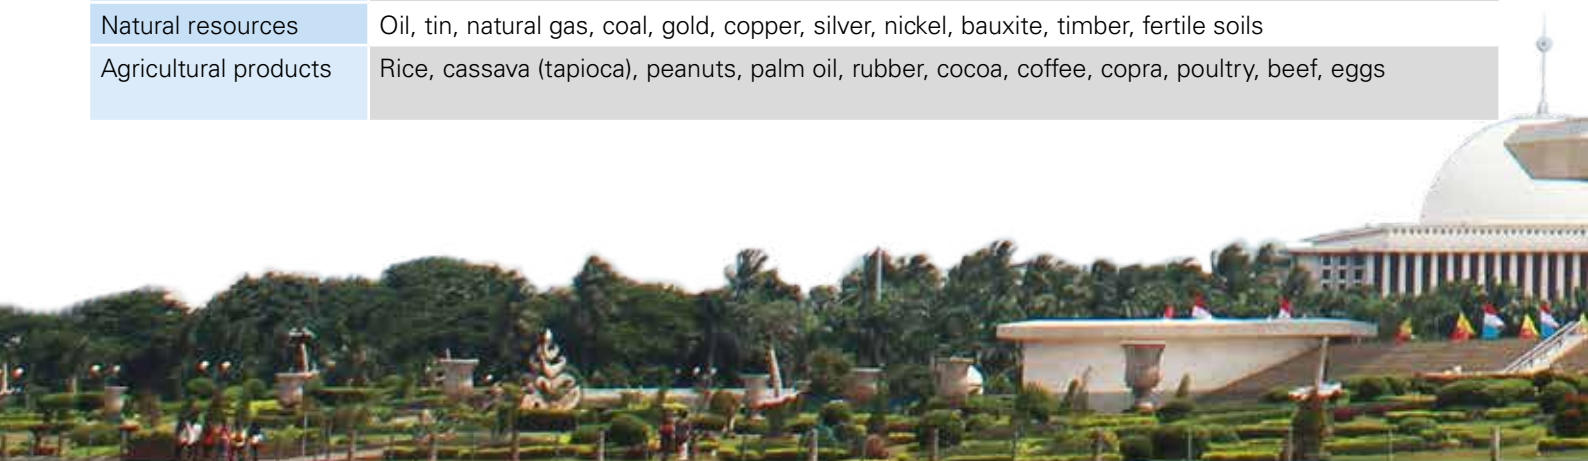 Natural resources Oil, tin, natural gas, coal, gold, copper, silver, nickel, bauxite, timber, fertile soils
Agricultural products Rice, cassava (tapioca), peanuts, palm oil, rubber, cocoa, coffee, copra, poultry, beef, eggs